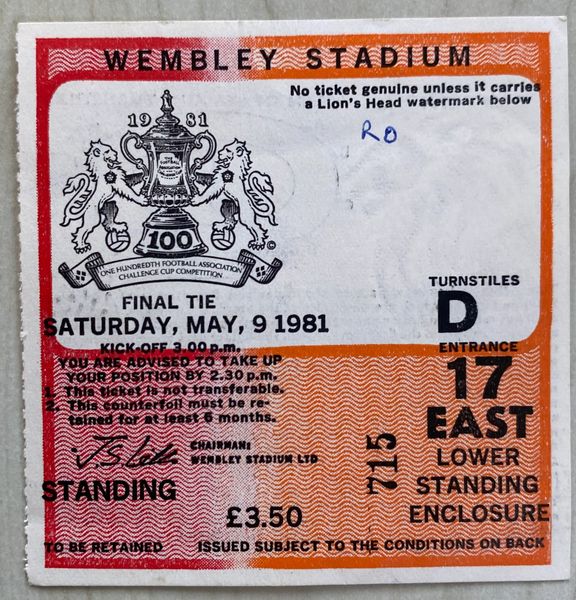 WEMBLEY STADIUM
No ticket genuine unless it carries
a Lion's Head watermark below
RO
1981
100
ONE HUNDREDTH FOOTBALL ASSOCIATION
CHALLENGE CUP COMPETITION
FINAL TIE
SATURDAY, MAY, 9 1981
KICK-OFF 3.00 p.m.
YOU ARE ADVISED TO TAKE UP
YOUR POSITION BY 2.30 p.m.
1. This ticket is not transferable.
2. This counterfoil must be re-
tained for at least 6 months.
CHAIRMAN:
WEMBLEY STADIUM LTD
STANDING
£3.50
TURNSTILES
D
ENTRANCE
17
EAST
LOWER
STANDING
ENCLOSURE
715
TO BE RETAINED ISSUED SUBJECT TO THE CONDITIONS ON BACK